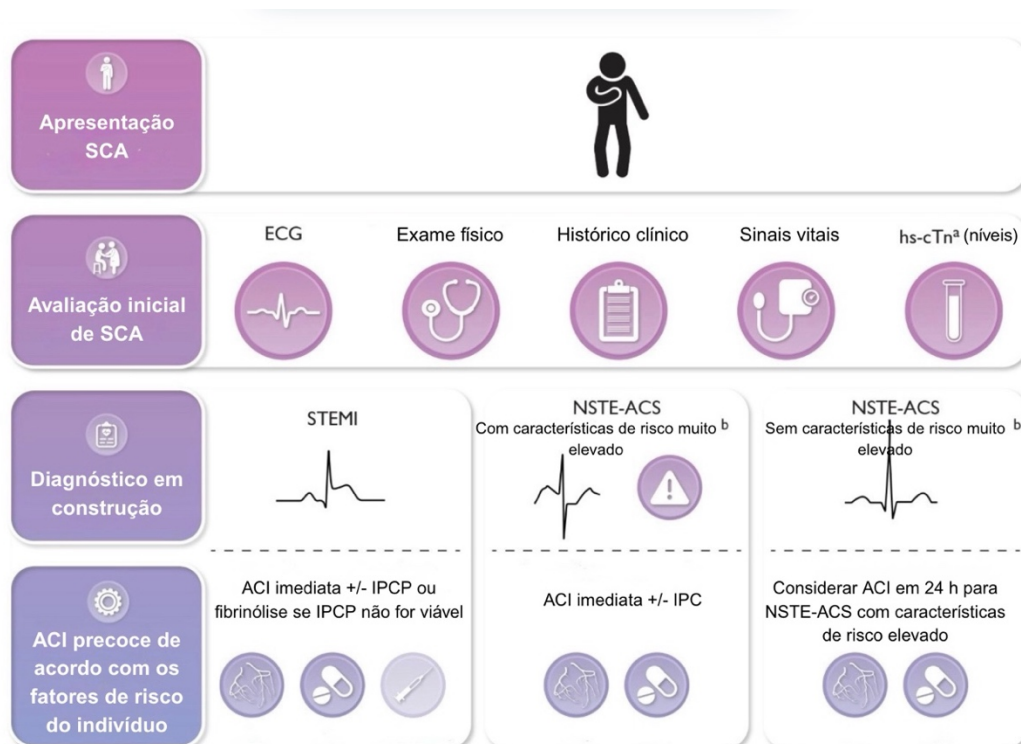 Apresentação
SCA
Avaliação inicial
de SCA
ECG
Exame físico
Histórico clínico
Sinais vitais
hs-cTnᵃ (níveis)
Diagnóstico em
construção
STEMI
NSTE-ACS
Com características de risco muito ᵇ
elevado
NSTE-ACS
Sem características de risco muito ᵇ
elevado
ACI precoce de
acordo com os
fatores de risco
do indivíduo
ACI imediata +/- IPCP ou
fibrinólise se IPCP não for viável
ACI imediata +/- IPC
Considerar ACI em 24 h para
NSTE-ACS com características
de risco elevado